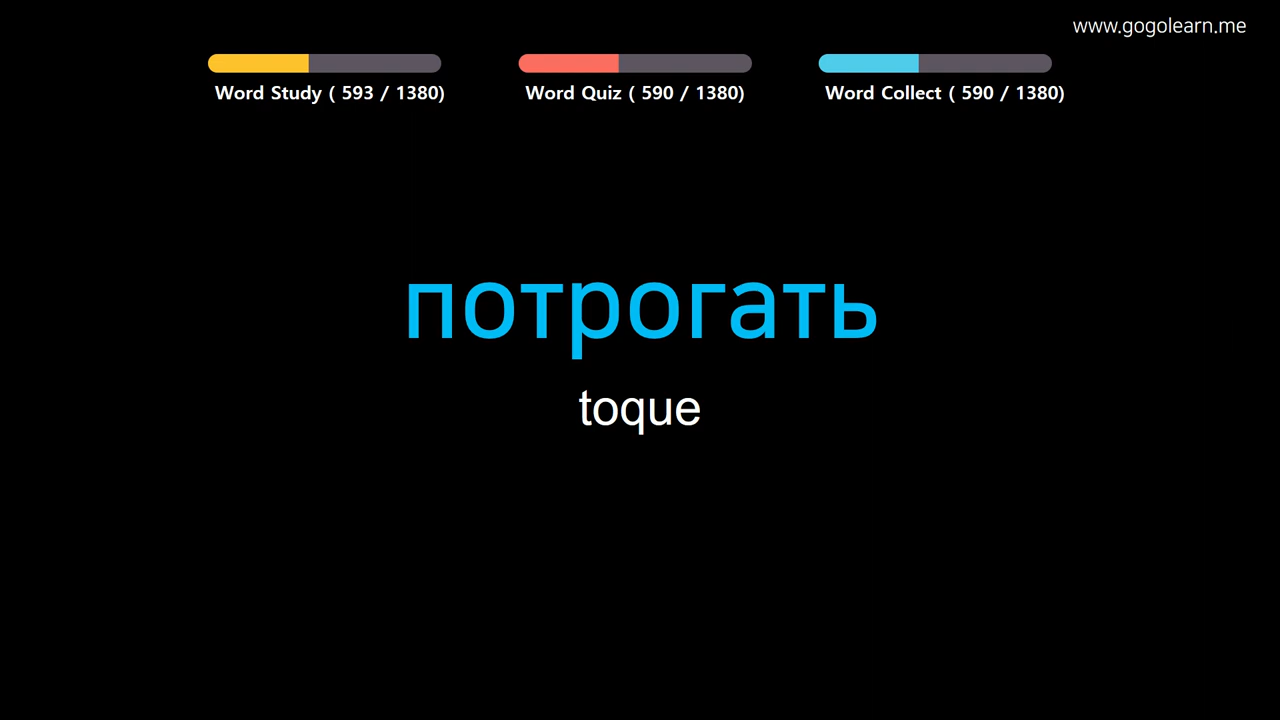 www.gogolearn.me
Word Study ( 593 / 1380)
Word Quiz ( 590 / 1380)
Word Collect ( 590 / 1380)
потрогать
toque